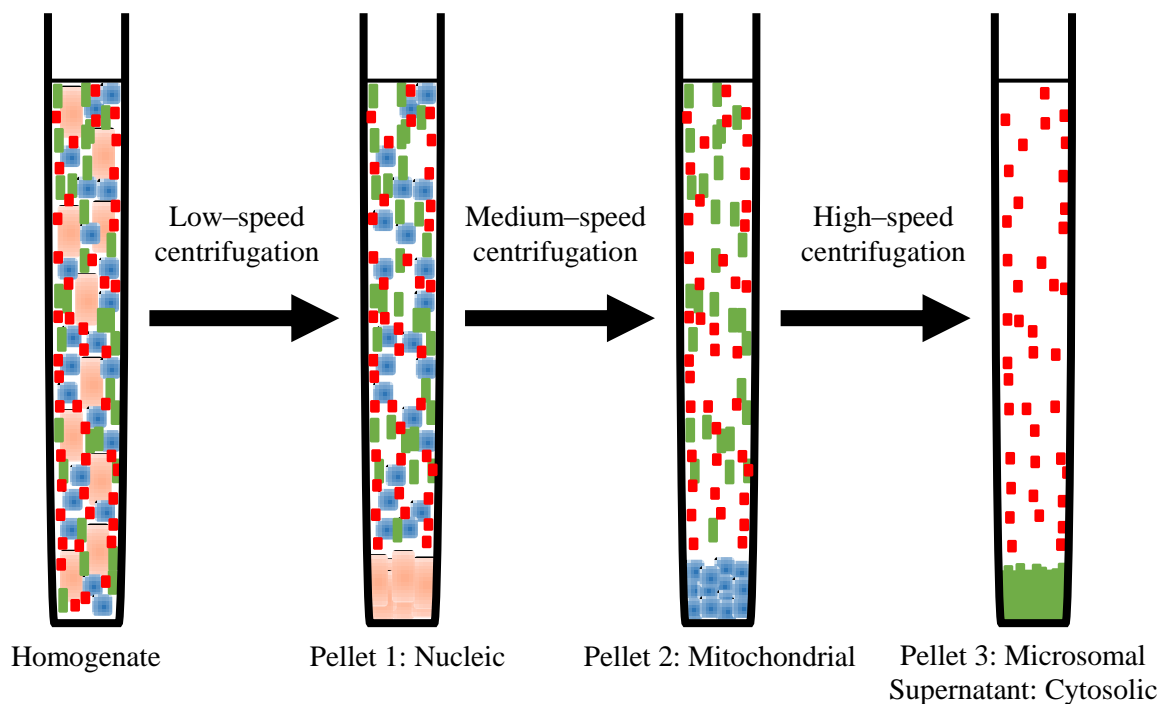 Low–speed
centrifugation
Medium–speed
centrifugation
High–speed
centrifugation
Homogenate
Pellet 1: Nucleic
Pellet 2: Mitochondrial
Pellet 3: Microsomal
Supernatant: Cytosolic